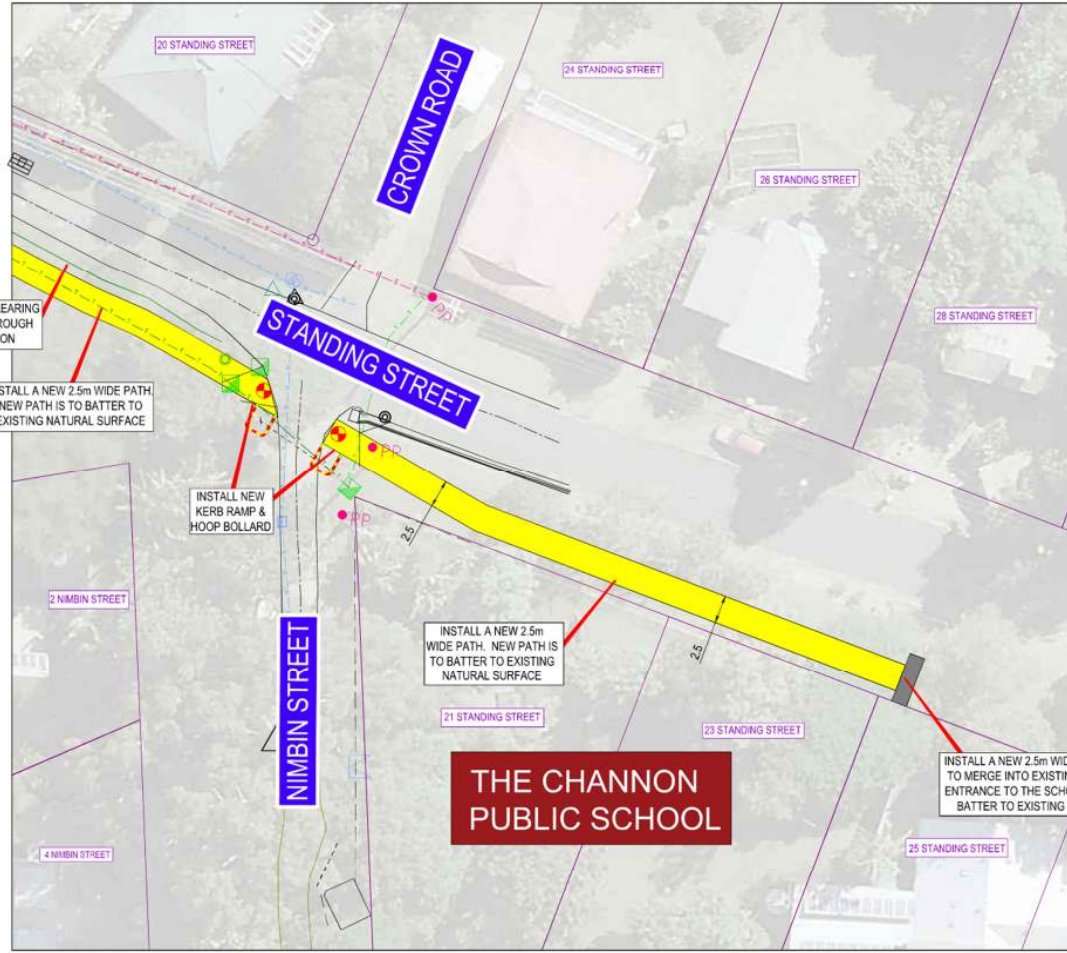 20 STANDING STREET
CROWN ROAD
24 STANDING STREET
26 STANDING STREET
28 STANDING STREET
PP
STANDING STREET
EARING
ROUGH
ON
STALL A NEW 2.5m WIDE PATH.
NEW PATH IS TO BATTER TO
EXISTING NATURAL SURFACE
PP
INSTALL NEW
KERB RAMP &
HOOP BOLLARD
PP
2.5
2 NIMBIN STREET
NIMBIN STREET
INSTALL A NEW 2.5m
WIDE PATH. NEW PATH IS
TO BATTER TO EXISTING
NATURAL SURFACE
2.5
21 STANDING STREET
23 STANDING STREET
THE CHANNON
PUBLIC SCHOOL
INSTALL A NEW 2.5m WID
TO MERGE INTO EXISTIN
ENTRANCE TO THE SCHO
BATTER TO EXISTING
4 NIMBIN STREET
25 STANDING STREET